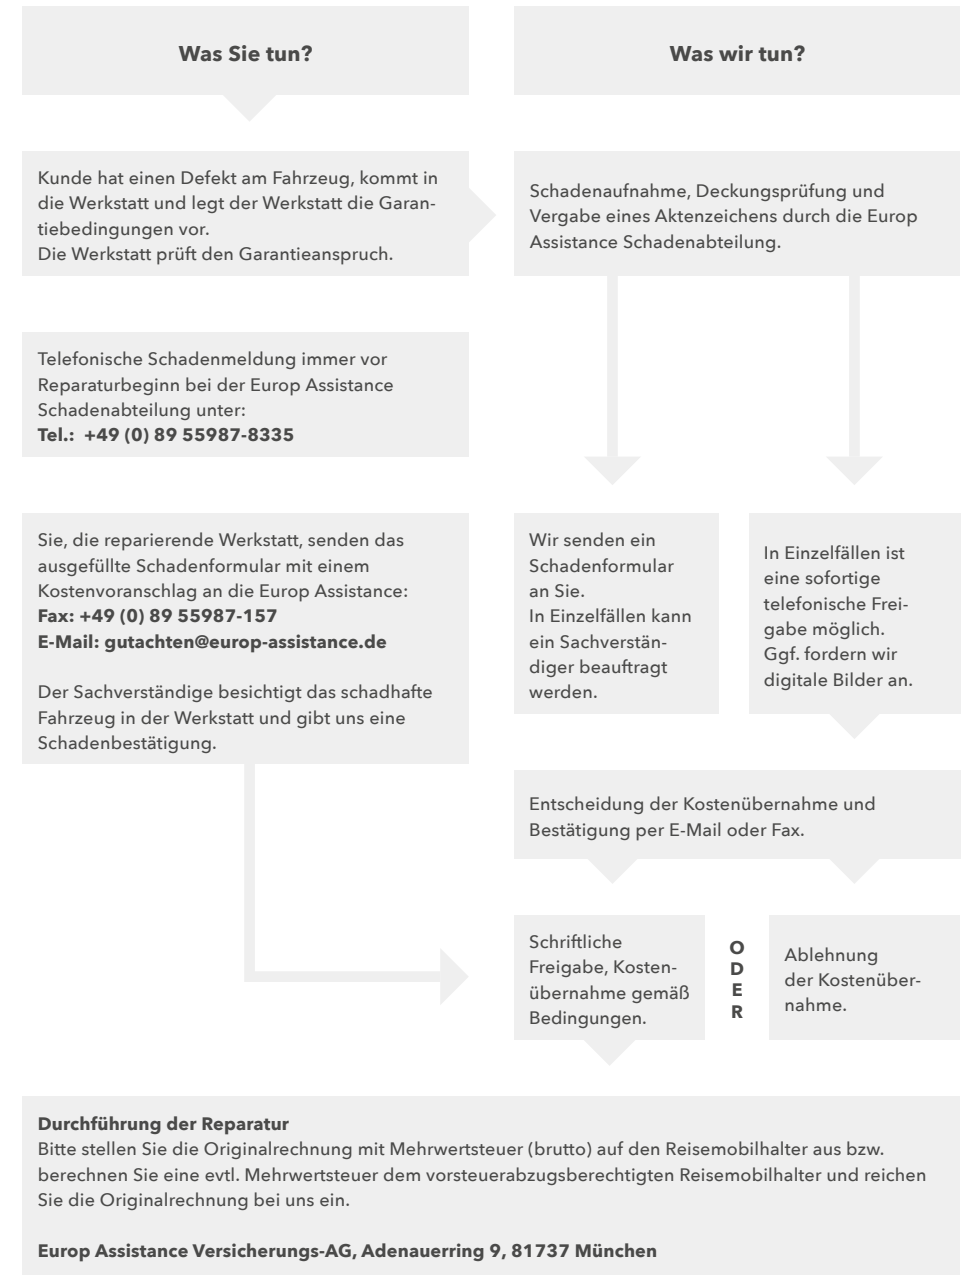 Was Sie tun?
Was wir tun?
Kunde hat einen Defekt am Fahrzeug, kommt in
die Werkstatt und legt der Werkstatt die Garan-
tiebedingungen vor.
Die Werkstatt prüft den Garantieanspruch.
Schadenaufnahme, Deckungsprüfung und
Vergabe eines Aktenzeichens durch die Europ
Assistance Schadenabteilung.
Telefonische Schadenmeldung immer vor
Reparaturbeginn bei der Europ Assistance
Schadenabteilung unter:
Tel.: +49 (0) 89 55987-8335
Sie, die reparierende Werkstatt, senden das
ausgefüllte Schadenformular mit einem
Kostenvoranschlag an die Europ Assistance:
Fax: +49 (0) 89 55987-157
E-Mail: gutachten@europ-assistance.de
Der Sachverständige besichtigt das schadhafte
Fahrzeug in der Werkstatt und gibt uns eine
Schadenbestätigung.
Wir senden ein
Schadenformular
an Sie.
In Einzelfällen kann
ein Sachverstän-
diger beauftragt
werden.
In Einzelfällen ist
eine sofortige
telefonische Frei-
gabe möglich.
Ggf. fordern wir
digitale Bilder an.
Entscheidung der Kostenübernahme und
Bestätigung per E-Mail oder Fax.
Schriftliche
Freigabe, Kosten-
übernahme gemäß
Bedingungen.
O
D
E
R
Ablehnung
der Kostenüber-
nahme.
Durchführung der Reparatur
Bitte stellen Sie die Originalrechnung mit Mehrwertsteuer (brutto) auf den Reisemobilhalter aus bzw.
berechnen Sie eine evtl. Mehrwertsteuer dem vorsteuerabzugsberechtigten Reisemobilhalter und reichen
Sie die Originalrechnung bei uns ein.
Europ Assistance Versicherungs-AG, Adenauerring 9, 81737 München